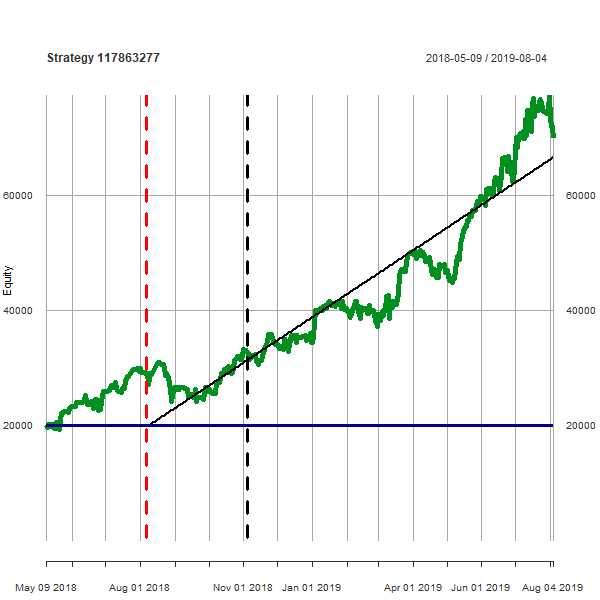 Strategy 117863277
2018-05-09 / 2019-08-04
Equity
60000
60000
40000
40000
20000
20000
May 09 2018
Aug 01 2018
Nov 01 2018
Jan 01 2019
Apr 01 2019
Jun 01 2019
Aug 04 2019